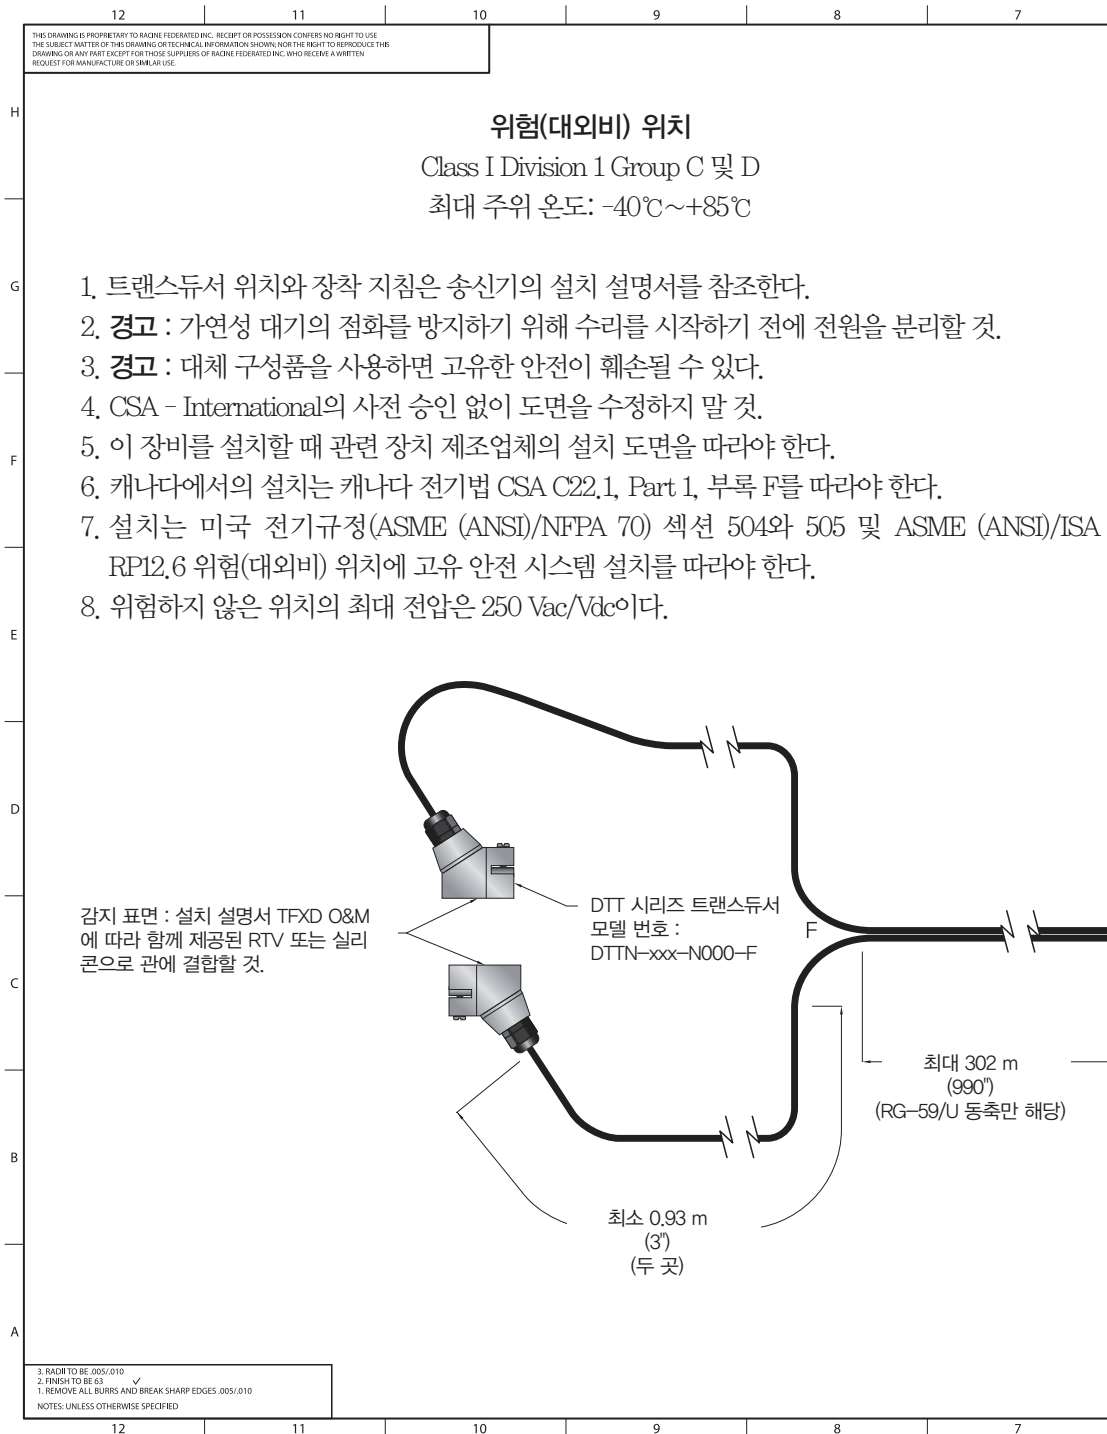 12 11 10 9 8 7
THIS DRAWING IS PROPRIETARY TO RACINE FEDERATED INC. RECEIPT OR POSSESSION CONFERS NO RIGHT TO USE
THE SUBJECT MATTER OF THIS DRAWING OR TECHNICAL INFORMATION SHOWN; NOR THE RIGHT TO REPRODUCE THIS
DRAWING OR ANY PART EXCEPT FOR THOSE SUPPLIERS OF RACINE FEDERATED INC. WHO RECEIVE A WRITTEN
REQUEST FOR MANUFACTURE OR SIMILAR USE.
H
위험(대외비) 위치
Class I Division 1 Group C 및 D
최대 주위 온도: -40℃~+85℃
G
1. 트랜스듀서 위치와 장착 지침은 송신기의 설치 설명서를 참조한다.
2. 경고 : 가연성 대기의 점화를 방지하기 위해 수리를 시작하기 전에 전원을 분리할 것.
3. 경고 : 대체 구성품을 사용하면 고유한 안전이 훼손될 수 있다.
4. CSA - International의 사전 승인 없이 도면을 수정하지 말 것.
5. 이 장비를 설치할 때 관련 장치 제조업체의 설치 도면을 따라야 한다.
F
6. 캐나다에서의 설치는 캐나다 전기법 CSA C22.1, Part 1, 부록 F를 따라야 한다.
7. 설치는 미국 전기규정(ASME (ANSI)/NFPA 70) 섹션 504와 505 및 ASME (ANSI)/ISA
RP12.6 위험(대외비) 위치에 고유 안전 시스템 설치를 따라야 한다.
8. 위험하지 않은 위치의 최대 전압은 250 Vac/Vdc이다.
E
D
감지 표면 : 설치 설명서 TFXD O&M
에 따라 함께 제공된 RTV 또는 실리
콘으로 관에 결합할 것.
DTT 시리즈 트랜스듀서
모델 번호 :
DTTN-xxx-N000-F
F
C
최대 302 m
(990")
(RG-59/U 동축만 해당)
B
최소 0.93 m
(3")
(두 곳)
A
3. RADII TO BE .005/.010
2. FINISH TO BE 63 ✓
1. REMOVE ALL BURRS AND BREAK SHARP EDGES .005/.010
NOTES: UNLESS OTHERWISE SPECIFIED
12 11 10 9 8 7